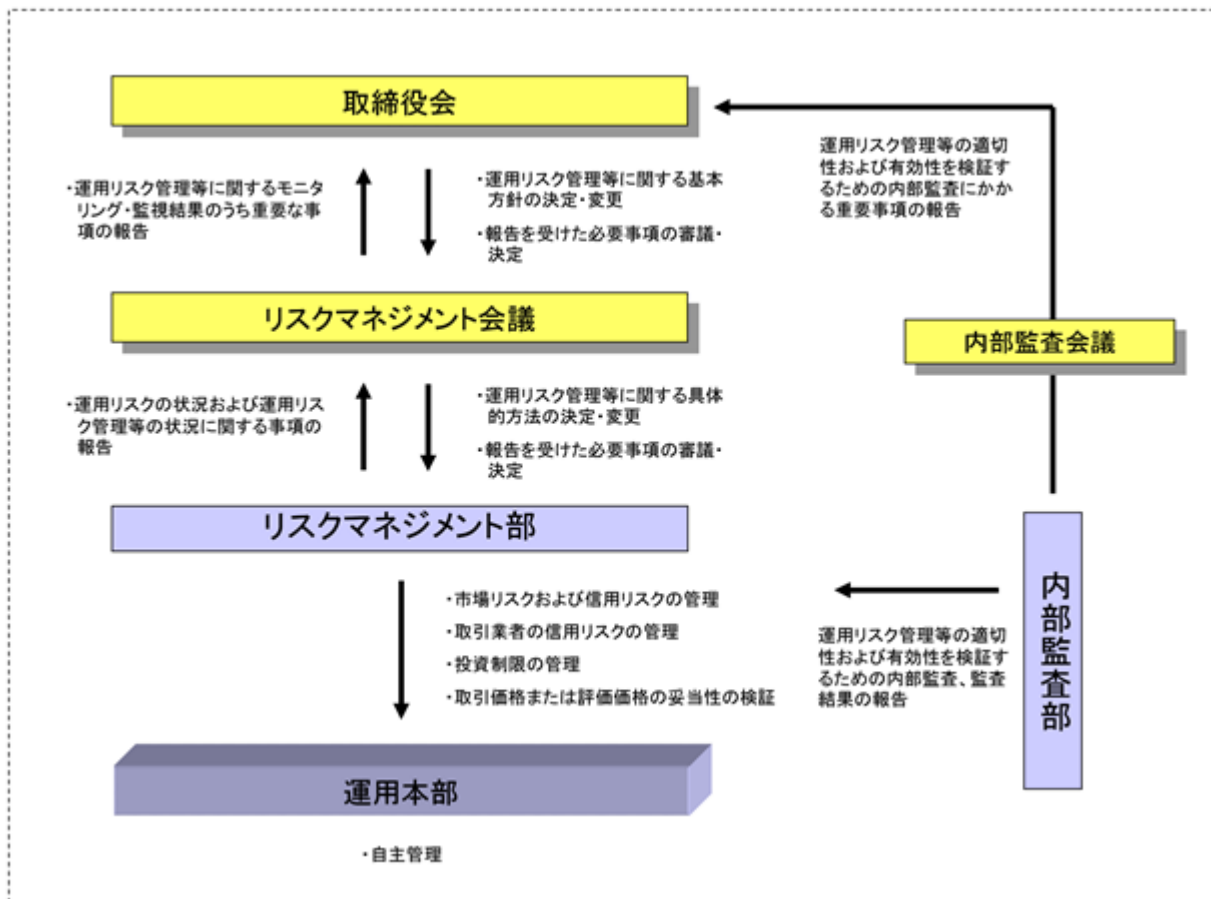 取締役会
・運用リスク管理等に関するモニ
タリング・監視結果のうち重要な事
項の報告
・運用リスク管理等に関する基本
方針の決定・変更
・報告を受けた必要事項の審議・
決定
運用リスク管理等の適切
性および有効性を検証す
るための内部監査にかか
る重要事項の報告
リスクマネジメント会議
内部監査会議
・運用リスクの状況および運用リス
ク管理等の状況に関する事項の
報告
・運用リスク管理等に関する具体
的方法の決定・変更
・報告を受けた必要事項の審議・
決定
リスクマネジメント部
・市場リスクおよび信用リスクの管理
・取引業者の信用リスクの管理
・投資制限の管理
・取引価格または評価価格の妥当性の検証
運用リスク管理等の適切
性および有効性を検証す
るための内部監査、監査
結果の報告
内部監査部
運用本部
・自主管理